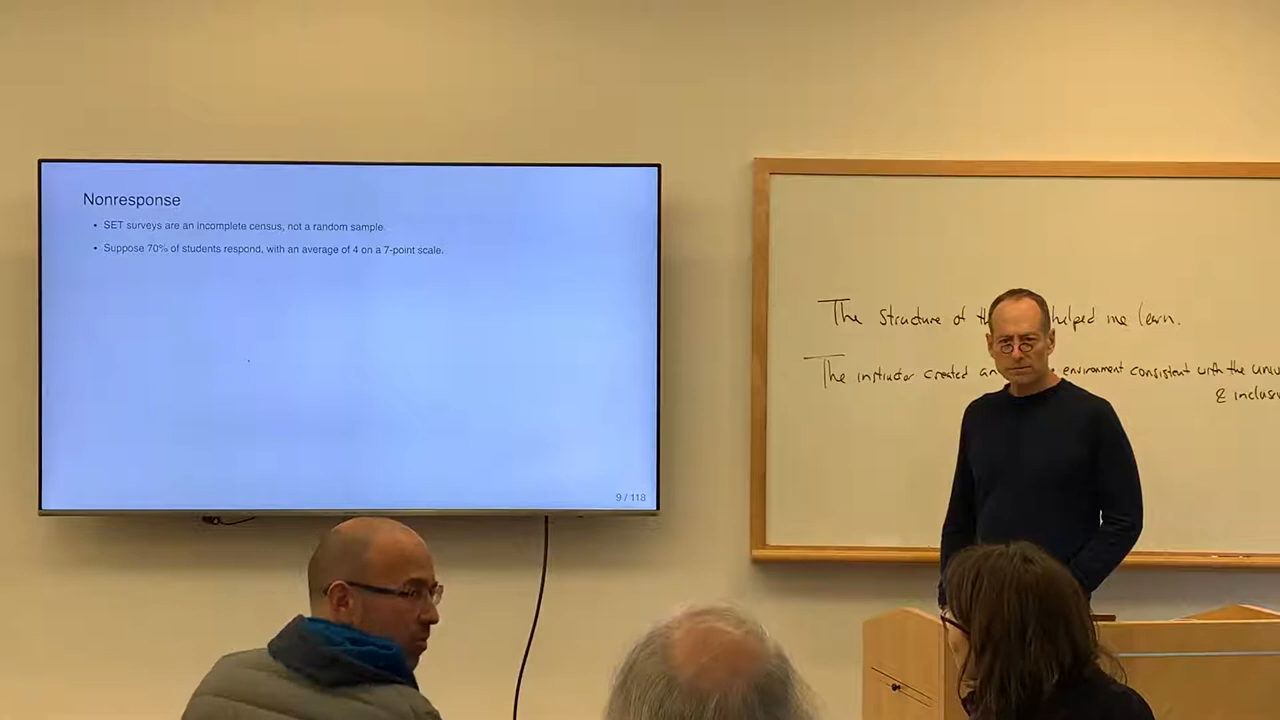 Nonresponse
• SET surveys are an incomplete census, not a random sample.
• Suppose 70% of students respond, with an average of 4 on a 7-point scale.
9 / 118
The structure of th helped me learn.
The instructor created an environment consistent with the
& inclus